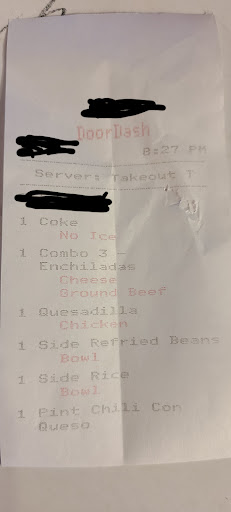 DoorDash
8:27 PM
Server: Takeout T
1 Coke
No Ice
1 Combo 3 -
Enchiladas
Cheese
Ground Beef
1 Quesadilla
Chicken
1 Side Refried Beans
Bowl
1 Side Rice
Bowl
1 Pint Chili Con
Queso